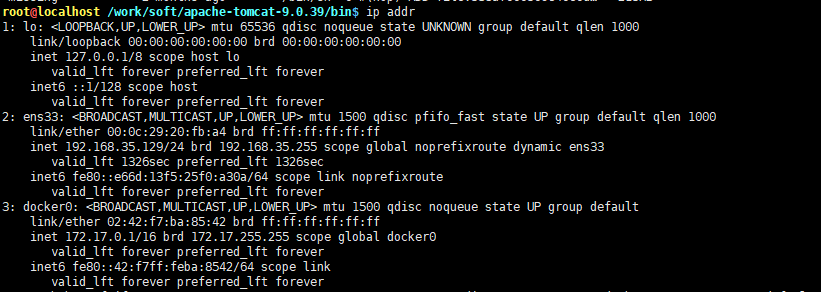 root@localhost /work/soft/apache-tomcat-9.0.39/bin$ ip addr
1: lo: <LOOPBACK,UP,LOWER_UP> mtu 65536 qdisc noqueue state UNKNOWN group default qlen 1000
link/loopback 00:00:00:00:00:00 brd 00:00:00:00:00:00
inet 127.0.0.1/8 scope host lo
valid_lft forever preferred_lft forever
inet6 ::1/128 scope host
valid_lft forever preferred_lft forever
2: ens33: <BROADCAST,MULTICAST,UP,LOWER_UP> mtu 1500 qdisc pfifo_fast state UP group default qlen 1000
link/ether 00:0c:29:20:fb:a4 brd ff:ff:ff:ff:ff:ff
inet 192.168.35.129/24 brd 192.168.35.255 scope global noprefixroute dynamic ens33
valid_lft 1326sec preferred_lft 1326sec
inet6 fe80::e66d:13f5:25f0:a30a/64 scope link noprefixroute
valid_lft forever preferred_lft forever
3: docker0: <BROADCAST,MULTICAST,UP,LOWER_UP> mtu 1500 qdisc noqueue state UP group default
link/ether 02:42:f7:ba:85:42 brd ff:ff:ff:ff:ff:ff
inet 172.17.0.1/16 brd 172.17.255.255 scope global docker0
valid_lft forever preferred_lft forever
inet6 fe80::42:f7ff:feba:8542/64 scope link
valid_lft forever preferred_lft forever